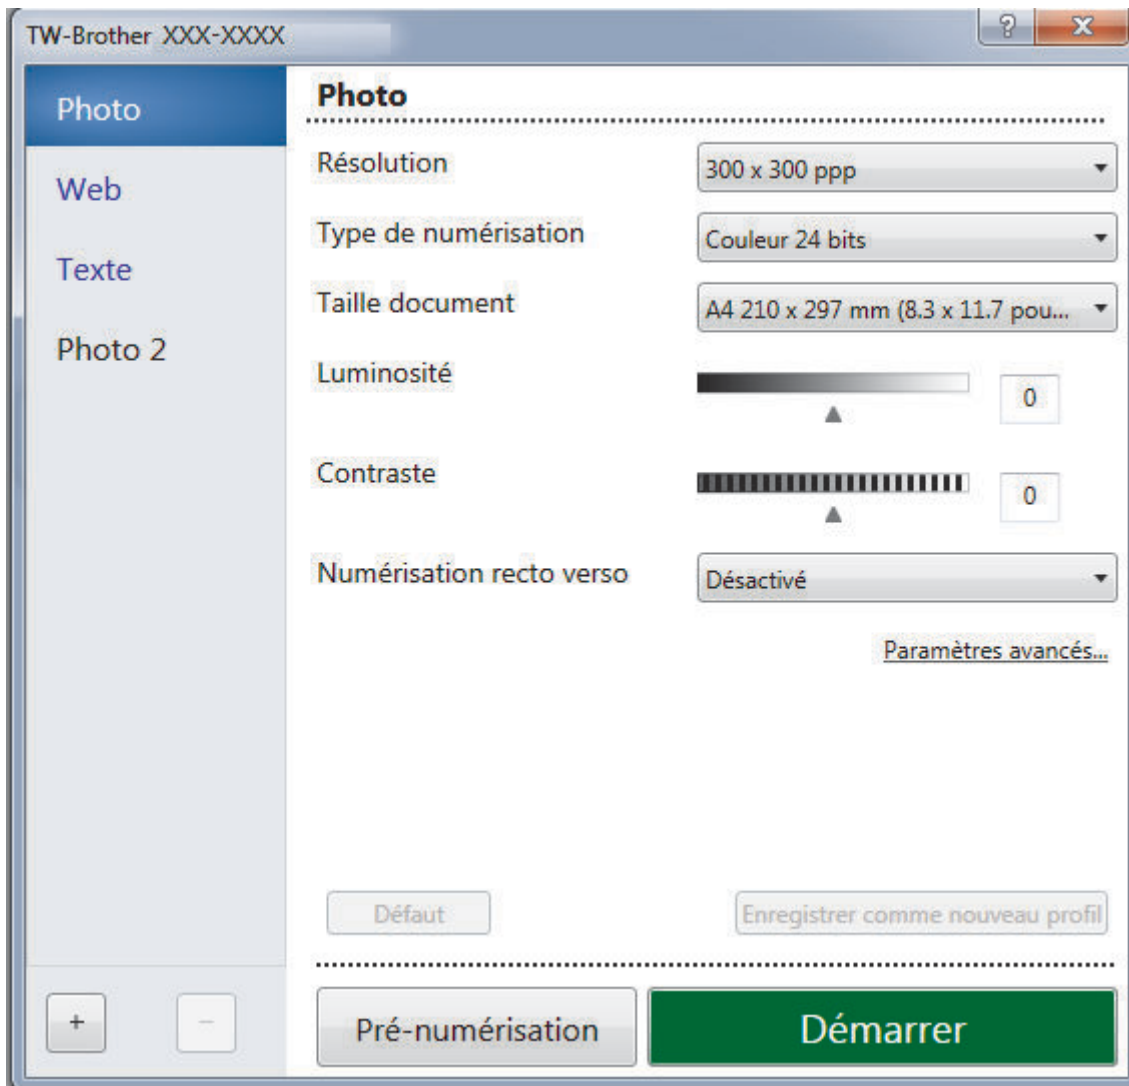 TW-Brother XXX-XXXX
?
X
Photo
Web
Texte
Photo 2
+
−
Photo
Résolution
300 x 300 ppp
Type de numérisation
Couleur 24 bits
Taille document
A4 210 x 297 mm (8.3 x 11.7 pou...
Luminosité
0
Contraste
0
Numérisation recto verso
Désactivé
Paramètres avancés...
Défaut
Enregistrer comme nouveau profil
Pré-numérisation
Démarrer